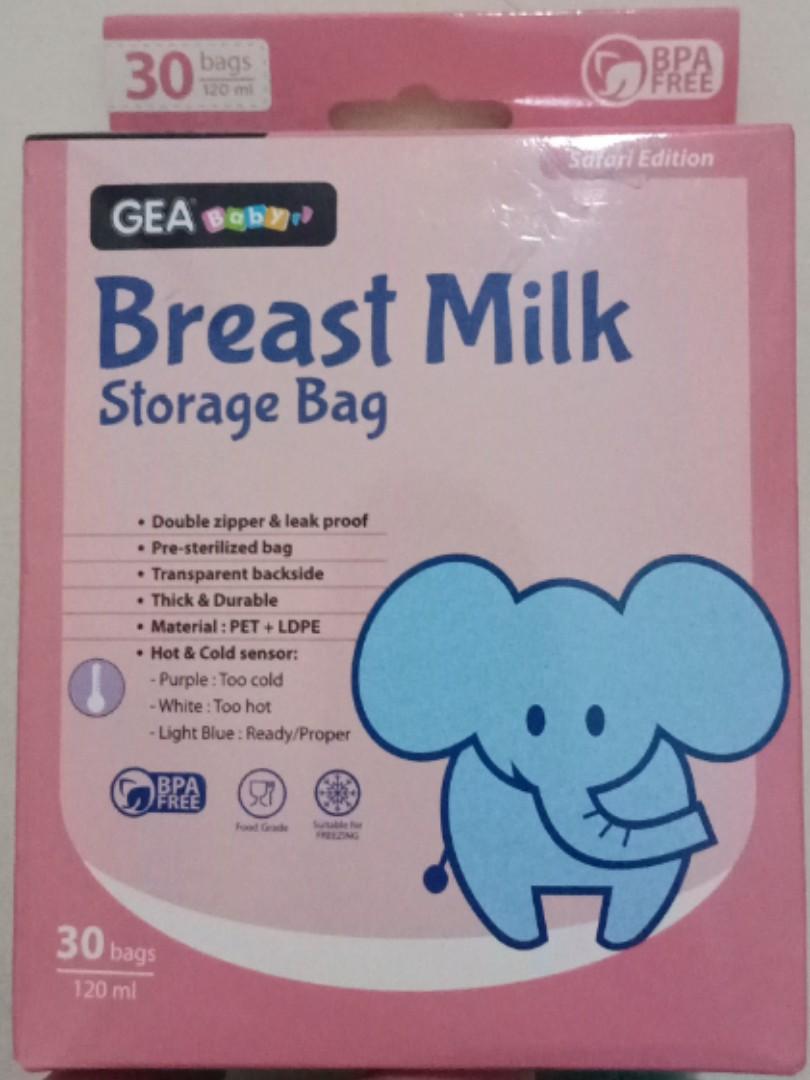 30 bags
120 ml
BPA
FREE
Safari Edition
GEA Baby
Breast Milk
Storage Bag
• Double zipper & leak proof
• Pre-sterilized bag
• Transparent backside
• Thick & Durable
• Material : PET + LDPE
• Hot & Cold sensor:
- Purple : Too cold
- White : Too hot
- Light Blue : Ready/Proper
BPA
FREE
Food Grade
Suitable for
FREEZING
30 bags
120 ml